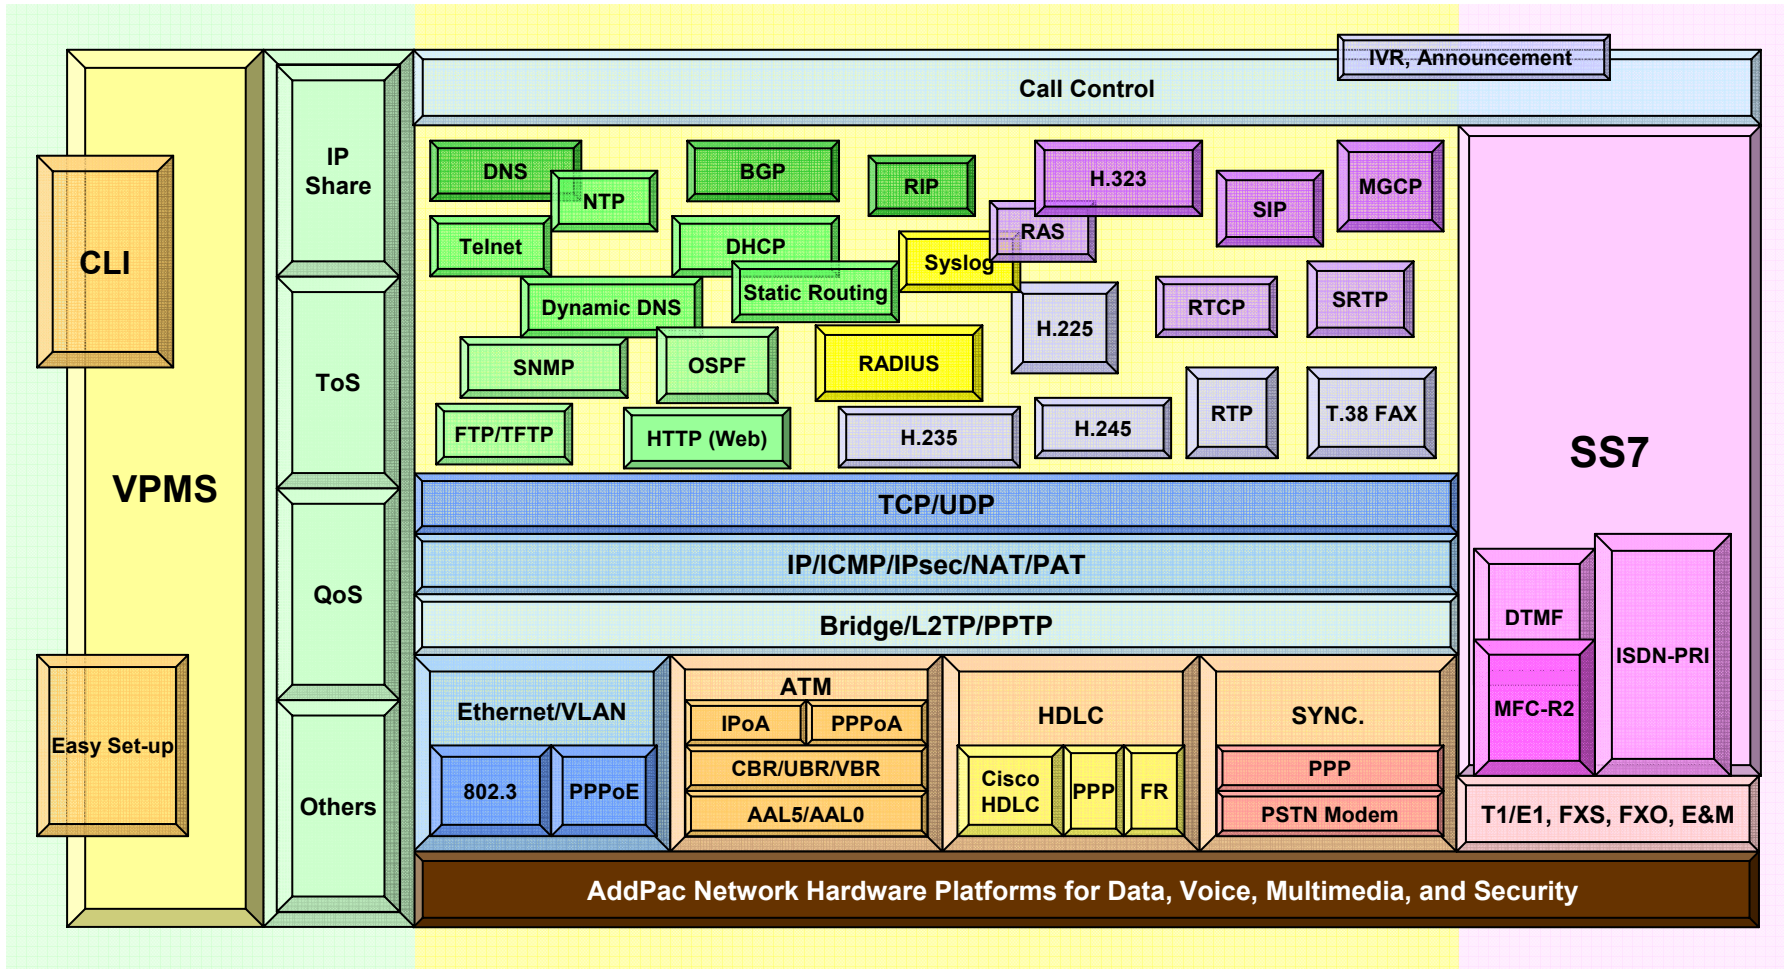 IVR, Announcement
Call Control
VPMS
CLI
Easy Set-up
IP
Share
ToS
QoS
Others
DNS
NTP
BGP
RIP
H.323
SIP
MGCP
Telnet
DHCP
Syslog
RAS
Dynamic DNS
Static Routing
H.225
RTCP
SRTP
SNMP
OSPF
RADIUS
FTP/TFTP
HTTP (Web)
H.235
H.245
RTP
T.38 FAX
SS7
DTMF
MFC-R2
ISDN-PRI
TCP/UDP
IP/ICMP/IPsec/NAT/PAT
Bridge/L2TP/PPTP
Ethernet/VLAN
802.3
PPPoE
ATM
IPoA
PPPoA
CBR/UBR/VBR
AAL5/AAL0
HDLC
Cisco
HDLC
PPP
FR
SYNC.
PPP
PSTN Modem
T1/E1, FXS, FXO, E&M
AddPac Network Hardware Platforms for Data, Voice, Multimedia, and Security